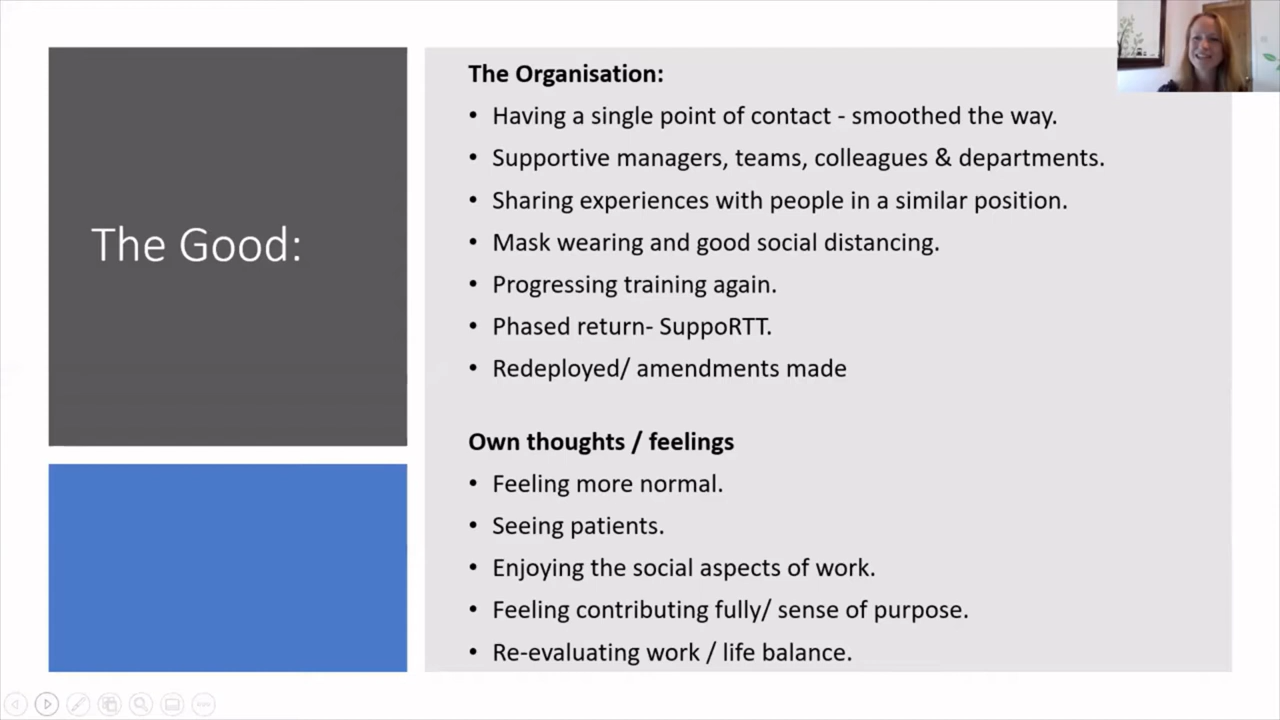 The Good:
The Organisation:
• Having a single point of contact - smoothed the way.
• Supportive managers, teams, colleagues & departments.
• Sharing experiences with people in a similar position.
• Mask wearing and good social distancing.
• Progressing training again.
• Phased return- SuppoRTT.
• Redeployed/ amendments made
Own thoughts / feelings
• Feeling more normal.
• Seeing patients.
• Enjoying the social aspects of work.
• Feeling contributing fully/ sense of purpose.
• Re-evaluating work / life balance.